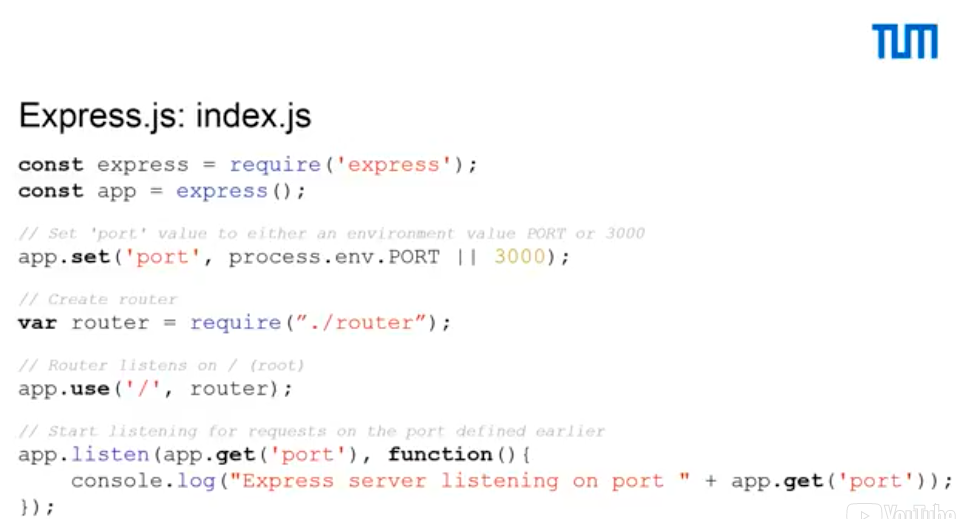 TUM
Express.js: index.js
const express = require('express');
const app = express();
// Set 'port' value to either an environment value PORT or 3000
app.set('port', process.env.PORT || 3000);
// Create router
var router = require(”./router”);
// Router listens on / (root)
app.use('/', router);
// Start listening for requests on the port defined earlier
app.listen(app.get('port'), function(){
    console.log("Express server listening on port " + app.get('port'));
});
YouTube